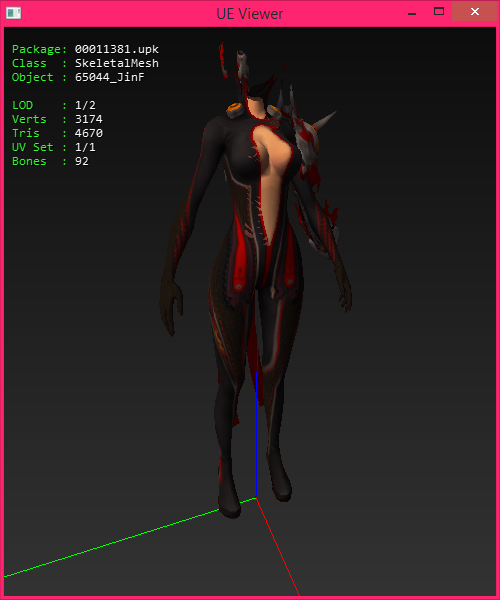 UE Viewer
Package: 00011381.upk
Class  : SkeletalMesh
Object : 65044_JinF
LOD    : 1/2
Verts  : 3174
Tris   : 4670
UV Set : 1/1
Bones  : 92